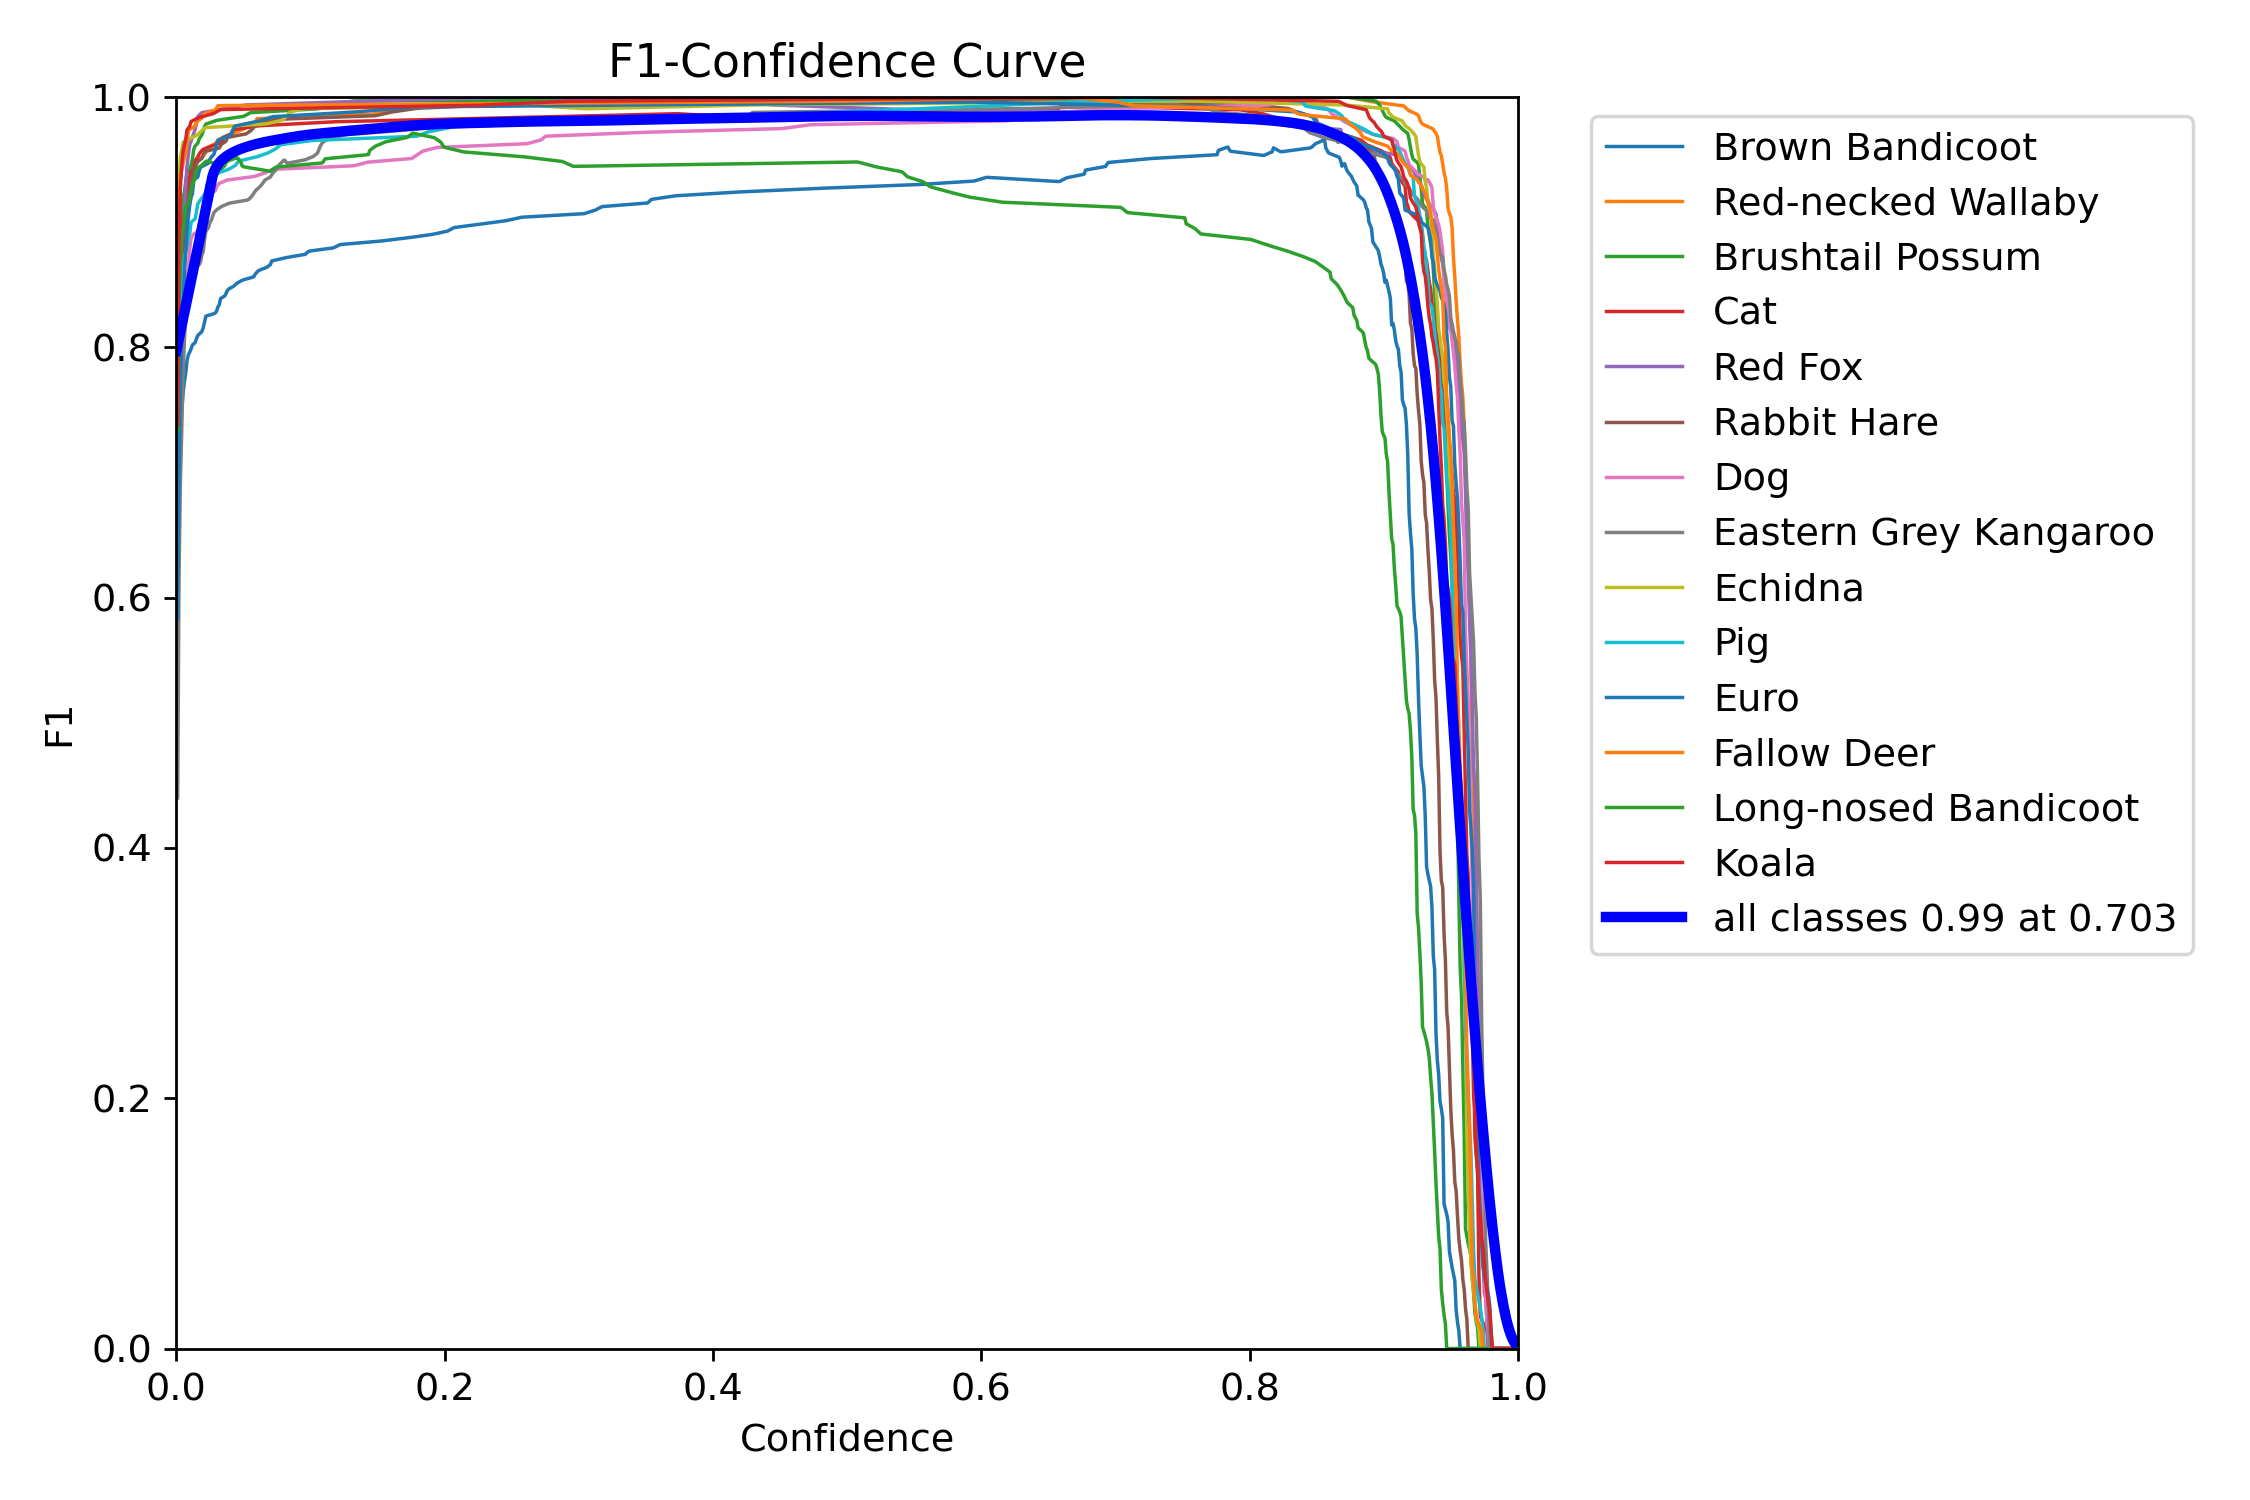 F1-Confidence Curve
1.0
0.8
0.6
0.4
0.2
0.0
F1
0.0 0.2 0.4 0.6 0.8 1.0
Confidence
Brown Bandicoot
Red-necked Wallaby
Brushtail Possum
Cat
Red Fox
Rabbit Hare
Dog
Eastern Grey Kangaroo
Echidna
Pig
Euro
Fallow Deer
Long-nosed Bandicoot
Koala
all classes 0.99 at 0.703